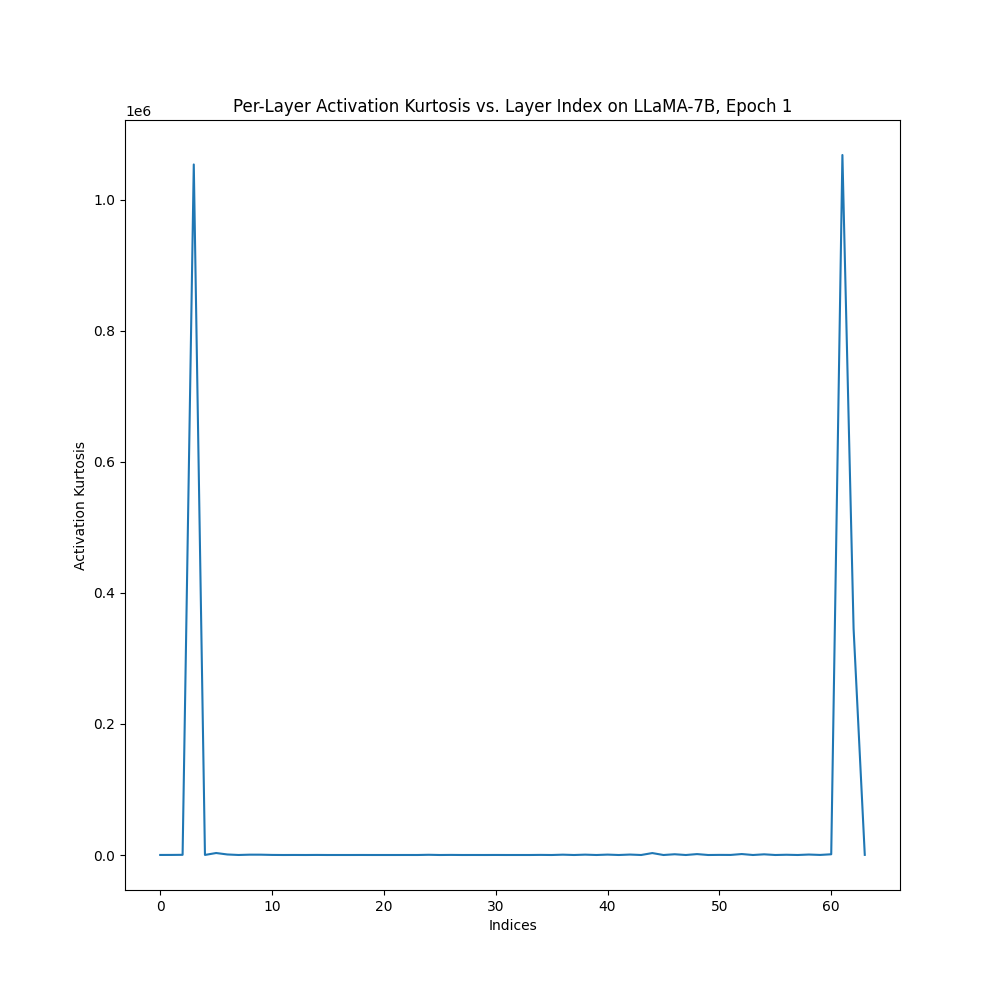 Per-Layer Activation Kurtosis vs. Layer Index on LLaMA-7B, Epoch 1
1e6
1.0
0.8
0.6
0.4
0.2
0.0
Activation Kurtosis
0 10 20 30 40 50 60
Indices